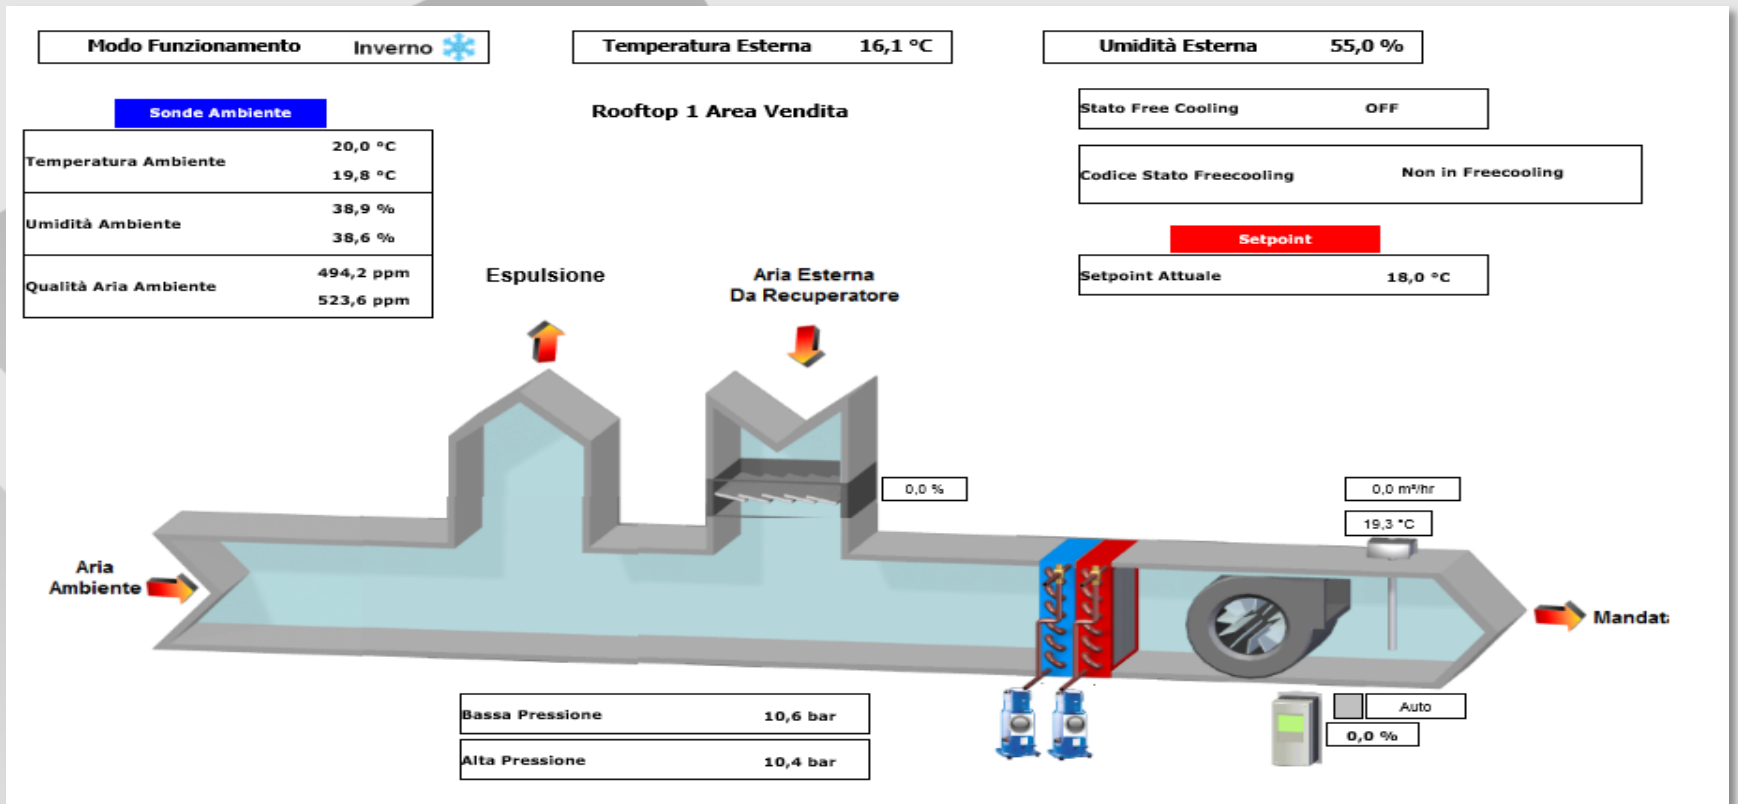 Modo Funzionamento Inverno
Temperatura Esterna 16,1 °C
Umidità Esterna 55,0 %
Sonde Ambiente
Temperatura Ambiente
20,0 °C
19,8 °C
Umidità Ambiente
38,9 %
38,6 %
Qualità Aria Ambiente
494,2 ppm
523,6 ppm
Rooftop 1 Area Vendita
Stato Free Cooling OFF
Codice Stato Freecooling Non in Freecooling
Setpoint
Setpoint Attuale 18,0 °C
Espulsione
Aria Esterna
Da Recuperatore
0,0 %
0,0 m³/hr
19,3 °C
Aria
Ambiente
Mandat
Bassa Pressione 10,6 bar
Alta Pressione 10,4 bar
Auto
0,0 %